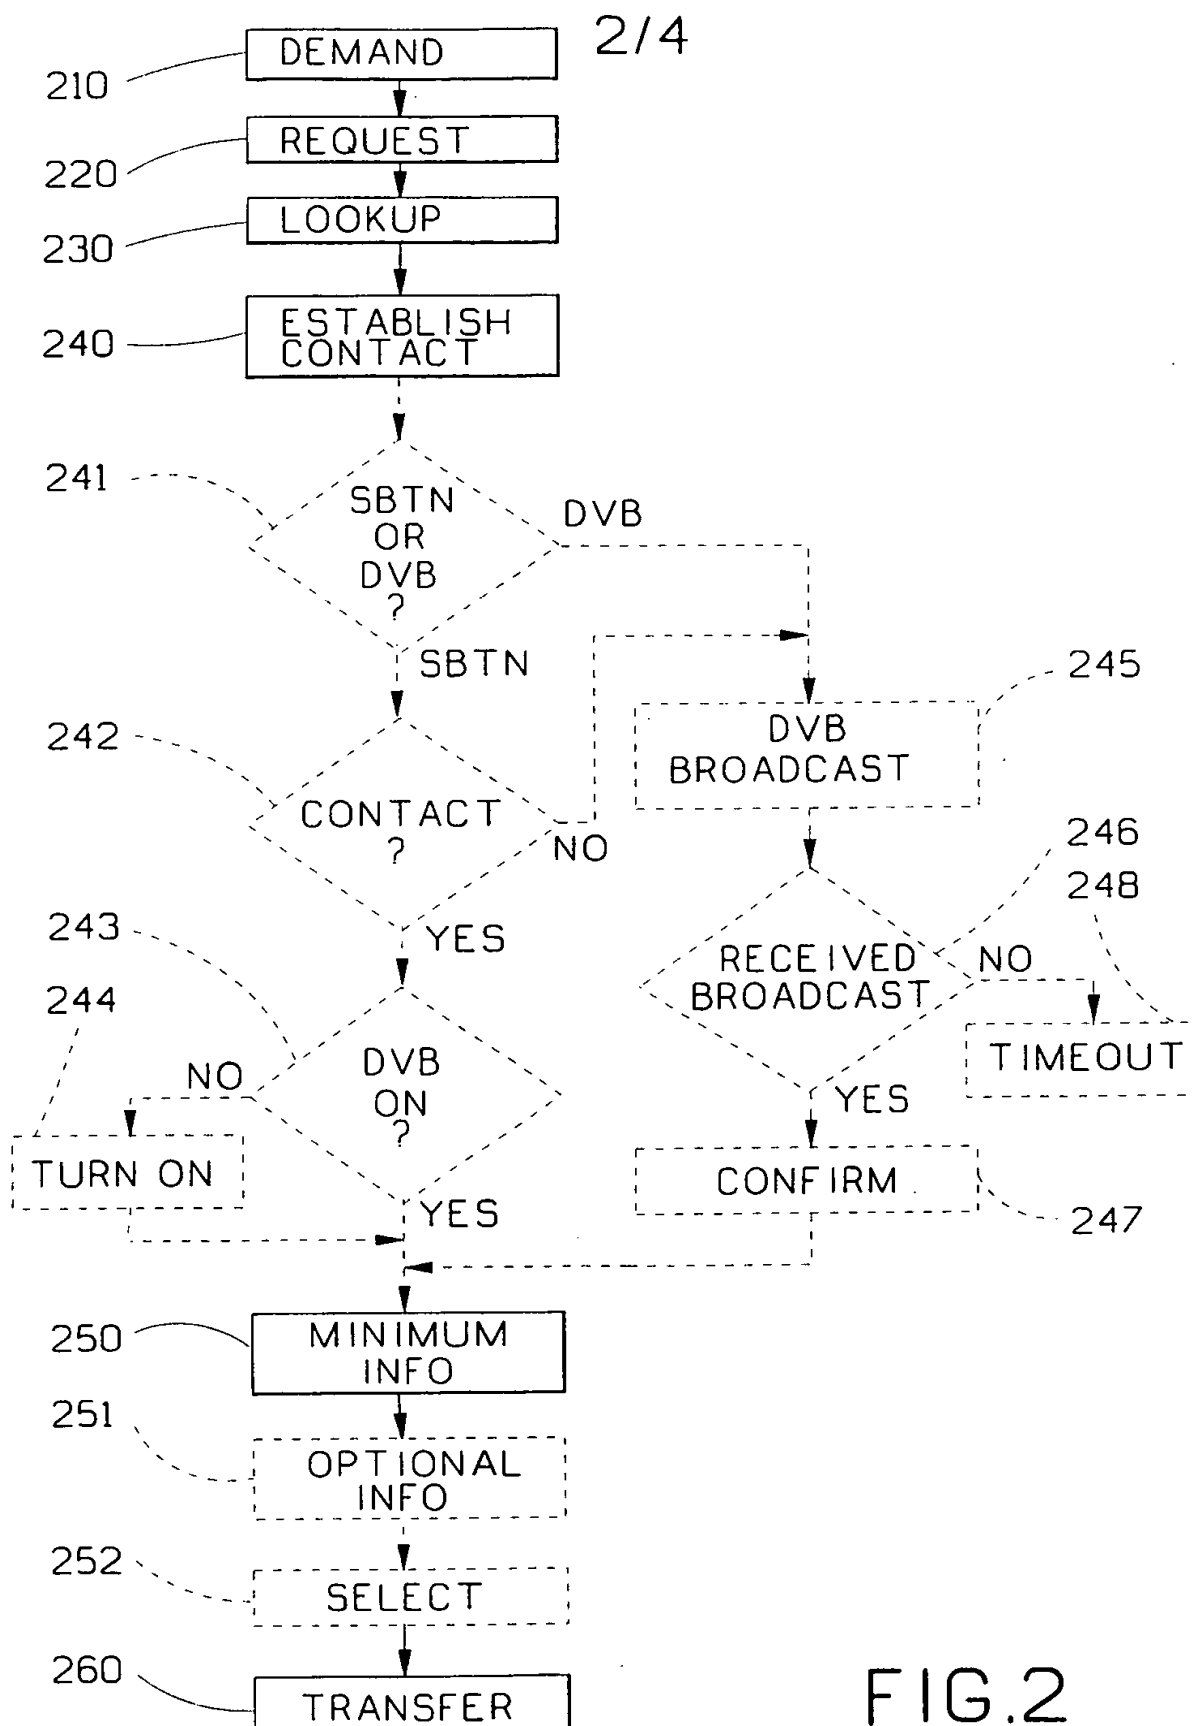 2/4
DEMAND
210
REQUEST
220
LOOKUP
230
ESTABLISH
CONTACT
240
241
SBTN
OR
DVB
?
DVB
SBTN
245
DVB
BROADCAST
242
CONTACT
?
NO
246
248
YES
243
RECEIVED
BROADCAST
NO
244
TIMEOUT
DVB
ON
?
NO
YES
TURN ON
CONFIRM
YES
247
250
MINIMUM
INFO
251
OPTIONAL
INFO
252
SELECT
260
TRANSFER
FIG.2